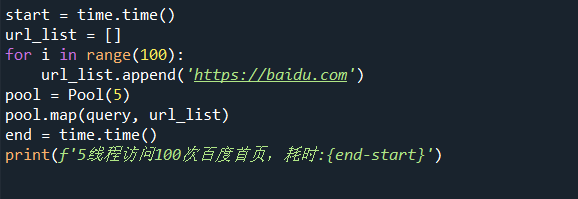 start = time.time()
url_list = []
for i in range(100):
    url_list.append('https://baidu.com')
pool = Pool(5)
pool.map(query, url_list)
end = time.time()
print(f'5线程访问100次百度首页，耗时:{end-start}')